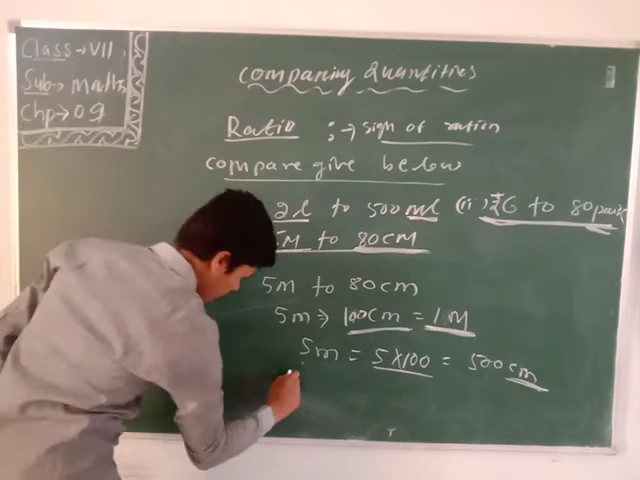 Class → VII
Sub → Maths
Chp → 09
Comparing Quantities
Ratio : → sign of ration
compare give below
2l to 500ml (ii) ₹6 to 80paise
5M to 80CM
5M to 80cm
5m ⇒ 100cm = 1M
5m = 5×100 = 500cm